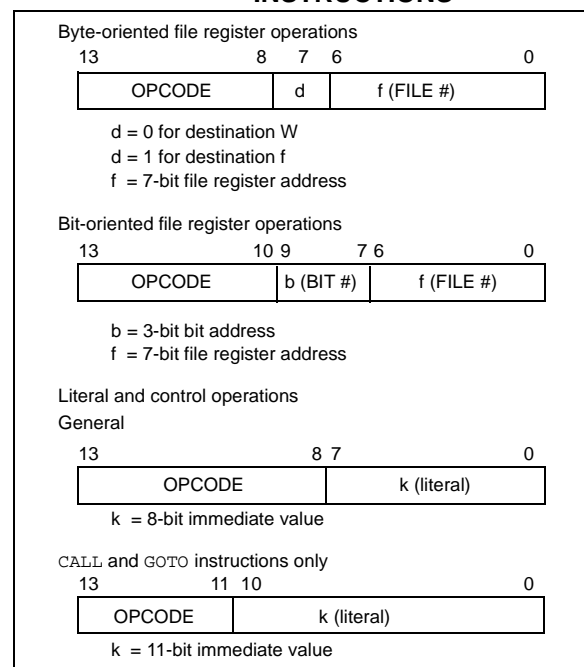 INSTRUCTIONS
Byte-oriented file register operations
13 8 7 6 0
OPCODE d f (FILE #)
d = 0 for destination W
d = 1 for destination f
f = 7-bit file register address
Bit-oriented file register operations
13 10 9 7 6 0
OPCODE b (BIT #) f (FILE #)
b = 3-bit bit address
f = 7-bit file register address
Literal and control operations
General
13 8 7 0
OPCODE k (literal)
k = 8-bit immediate value
CALL and GOTO instructions only
13 11 10 0
OPCODE k (literal)
k = 11-bit immediate value